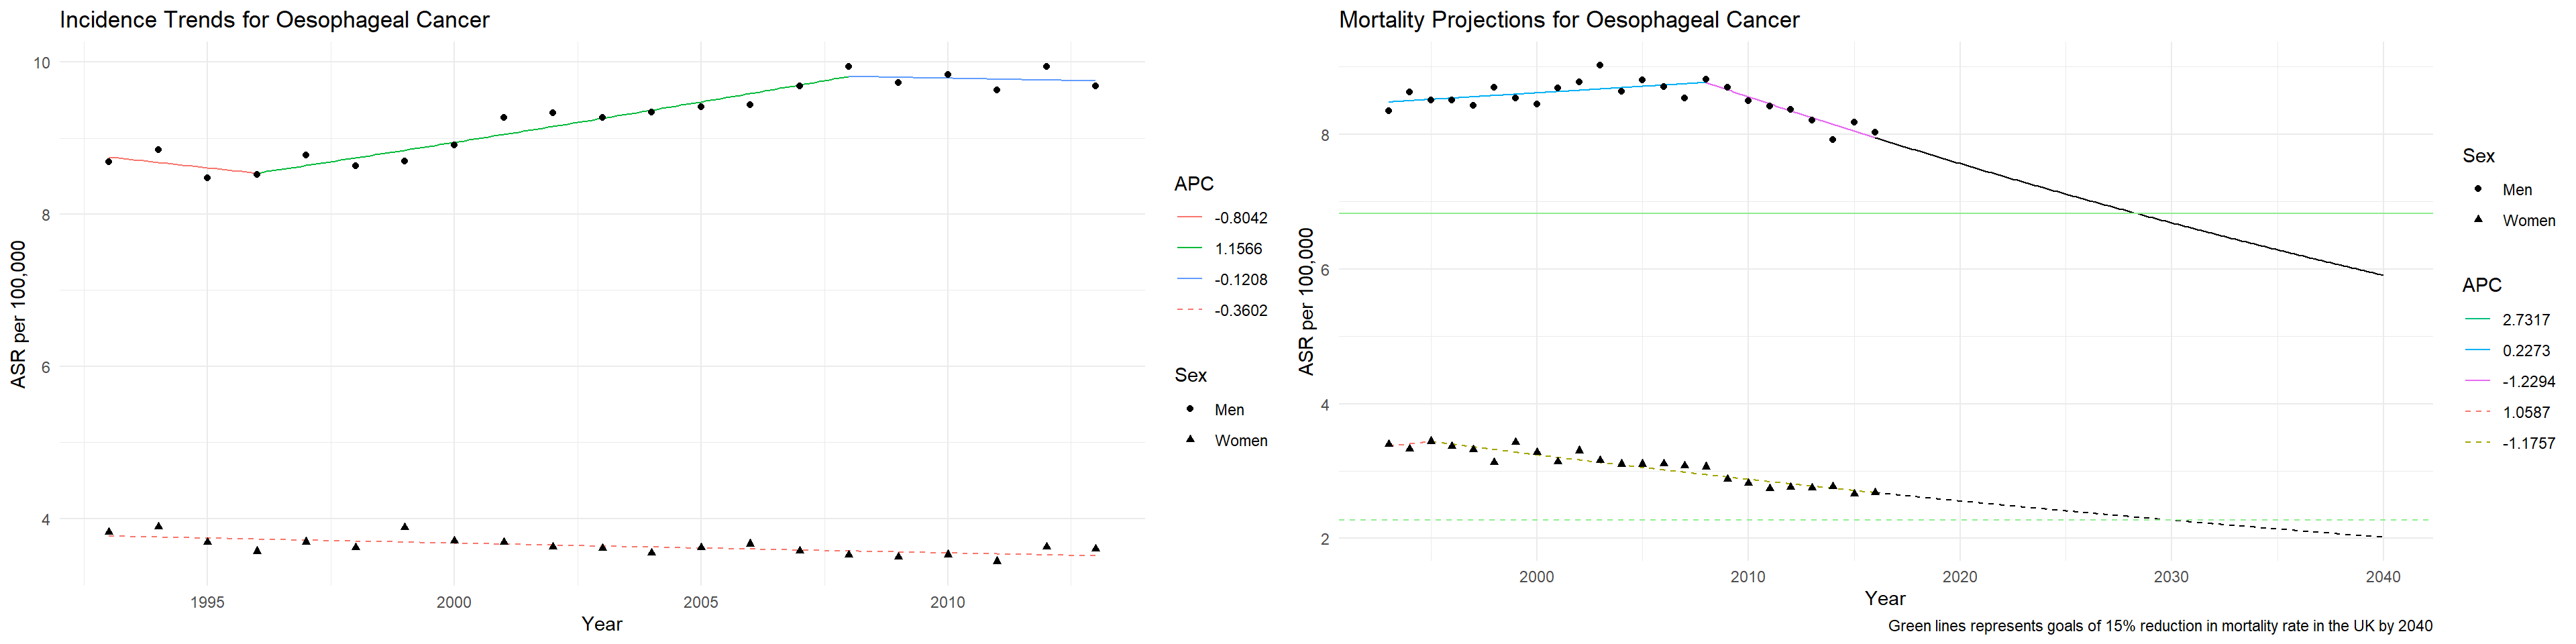 Incidence Trends for Oesophageal Cancer
ASR per 100,000
10
8
6
4
1995
2000
2005
2010
Year
APC
-0.8042
1.1566
-0.1208
-0.3602
Sex
Men
Women
Mortality Projections for Oesophageal Cancer
ASR per 100,000
8
6
4
2
2000
2010
2020
2030
2040
Year
Sex
Men
Women
APC
2.7317
0.2273
-1.2294
1.0587
-1.1757
Green lines represents goals of 15% reduction in mortality rate in the UK by 2040